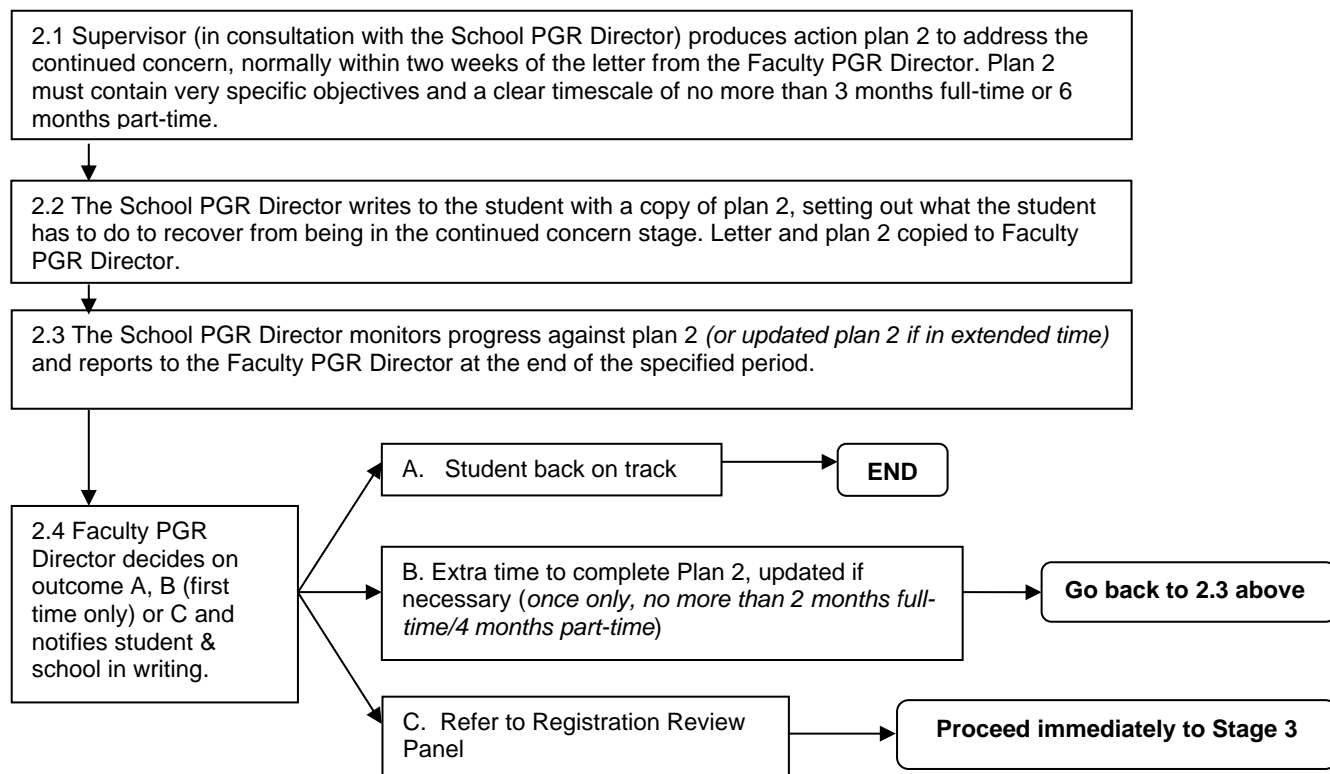 2.1 Supervisor (in consultation with the School PGR Director) produces action plan 2 to address the
continued concern, normally within two weeks of the letter from the Faculty PGR Director. Plan 2
must contain very specific objectives and a clear timescale of no more than 3 months full-time or 6
months part-time.
2.2 The School PGR Director writes to the student with a copy of plan 2, setting out what the student
has to do to recover from being in the continued concern stage. Letter and plan 2 copied to Faculty
PGR Director.
2.3 The School PGR Director monitors progress against plan 2 (or updated plan 2 if in extended time)
and reports to the Faculty PGR Director at the end of the specified period.
2.4 Faculty PGR
Director decides on
outcome A, B (first
time only) or C and
notifies student &
school in writing.
A. Student back on track
END
B. Extra time to complete Plan 2, updated if
necessary (once only, no more than 2 months full-
time/4 months part-time)
Go back to 2.3 above
C. Refer to Registration Review
Panel
Proceed immediately to Stage 3